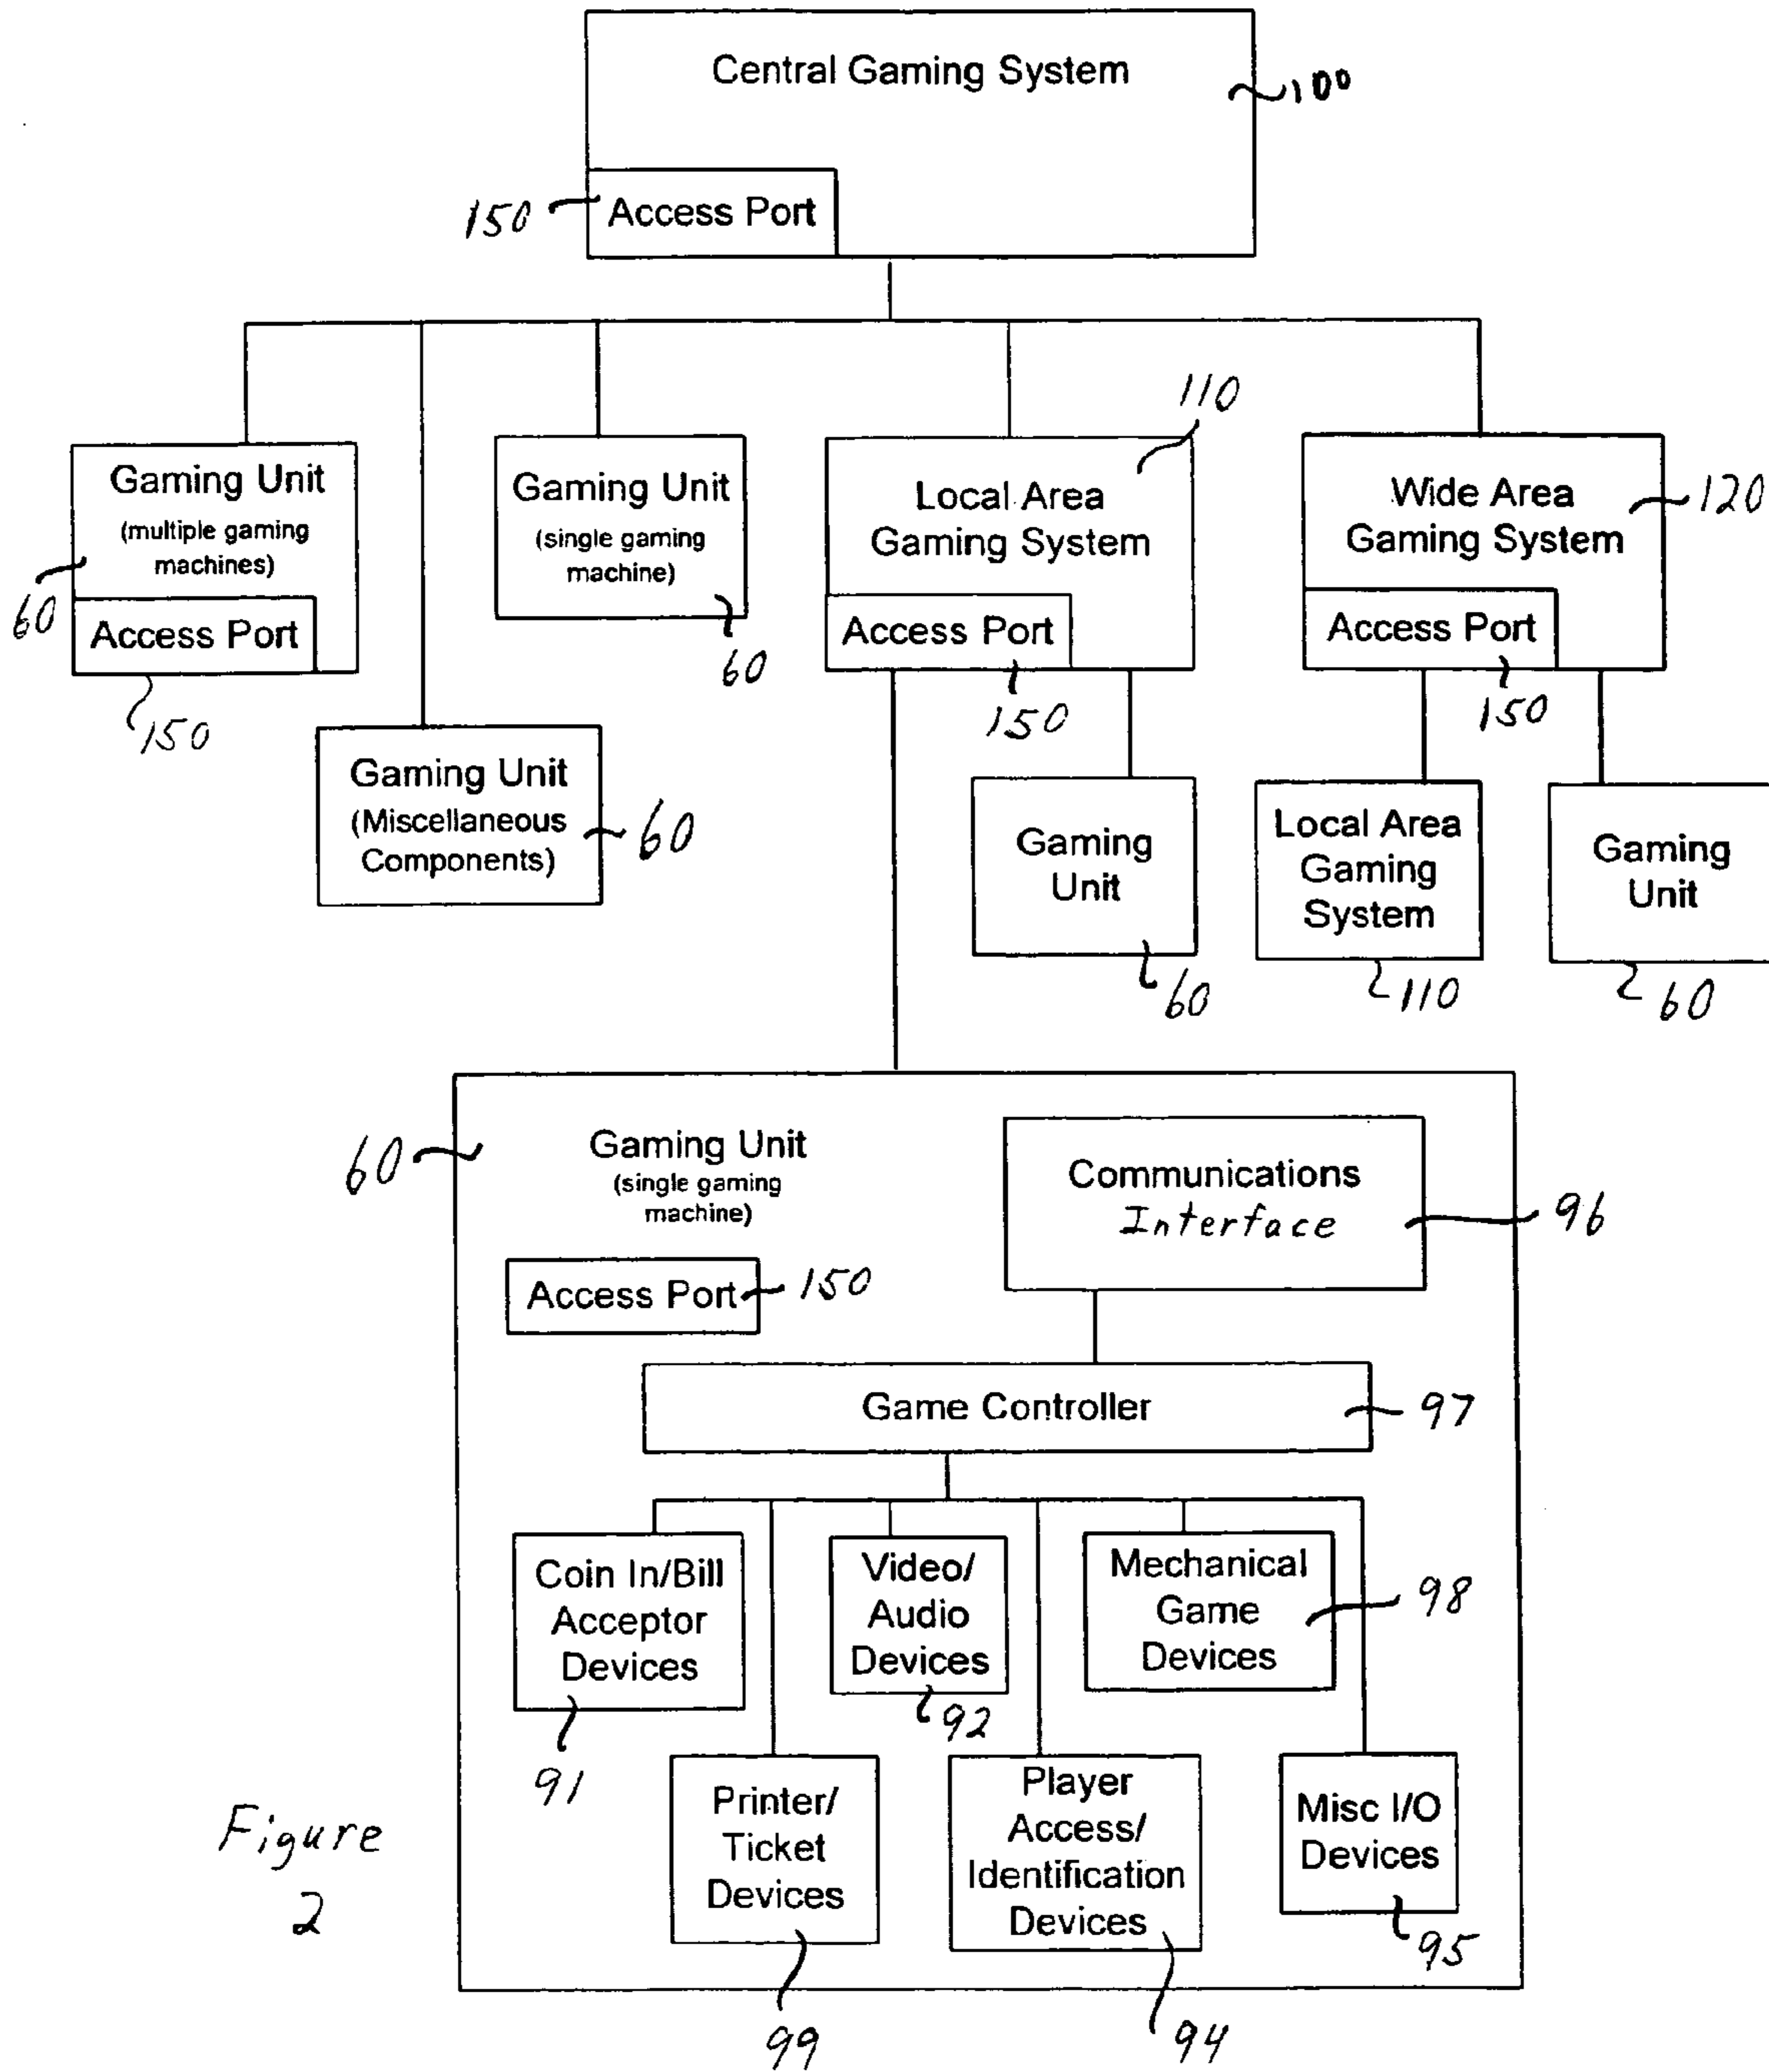 Central Gaming System
100
150
Access Port
110
Gaming Unit
(multiple gaming
machines)
60
Access Port
150
Gaming Unit
(single gaming
machine)
60
Local Area
Gaming System
Access Port
150
Wide Area
Gaming System
120
Access Port
150
Gaming Unit
(Miscellaneous
Components)
60
Gaming
Unit
60
Local Area
Gaming
System
110
Gaming
Unit
60
60
Gaming Unit
(single gaming
machine)
Communications
Interface
96
Access Port
150
Game Controller
97
Coin In/Bill
Acceptor
Devices
91
Video/
Audio
Devices
92
Mechanical
Game
Devices
98
Printer/
Ticket
Devices
99
Player
Access/
Identification
Devices
94
Misc I/O
Devices
95
Figure
2